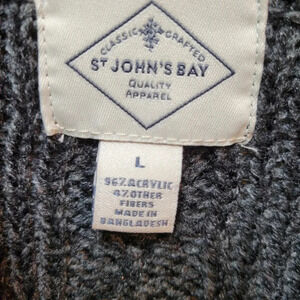 CLASSIC CRAFTED
ST JOHN'S BAY
QUALITY
APPAREL
L
96% ACRYLIC
4% OTHER
FIBERS
MADE IN
BANGLADESH